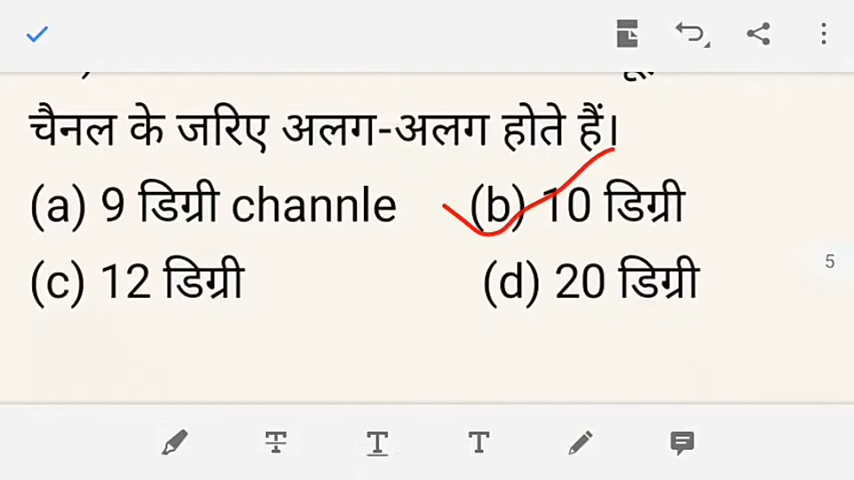 चैनल के जरिए अलग-अलग होते हैं।
(a) 9 डिग्री channle (b) 10 डिग्री
(c) 12 डिग्री (d) 20 डिग्री
5